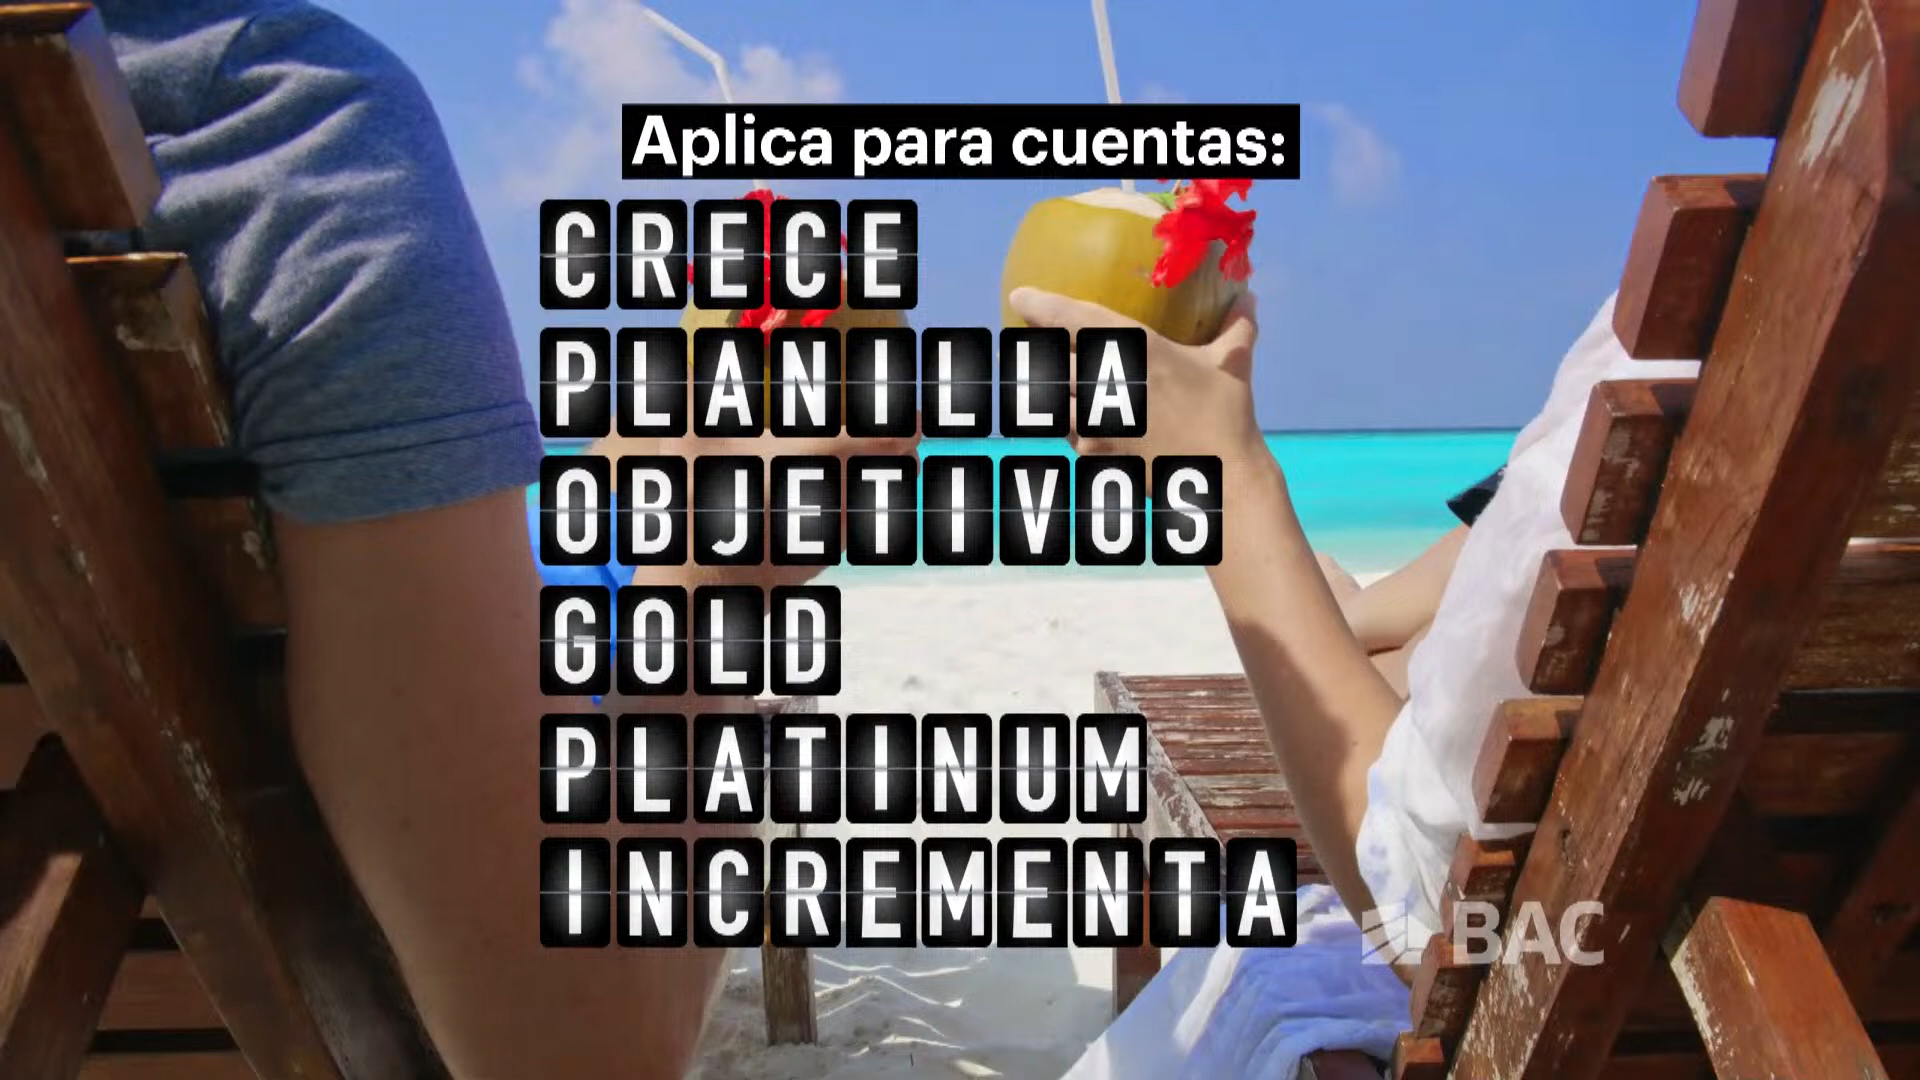 Aplica para cuentas:
CRECE
PLANILLA
OBJETIVOS
GOLD
PLATINUM
INCREMENTA
BAC